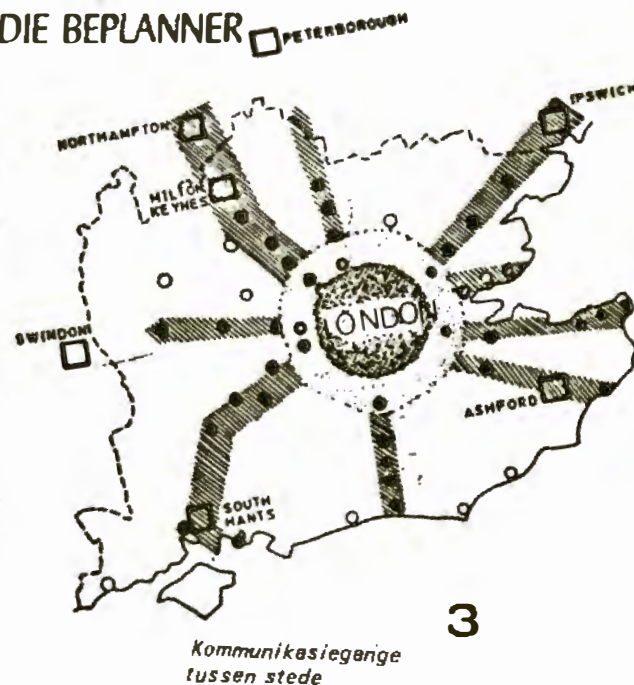 DIE BEPLANNER
PETERBOROUGH
IPSWICH
NORTHAMPTON
MILTON
KEYNES
LONDON
SWINDON
ASHFORD
SOUTH
HANTS
3
Kommunikasiegange
tussen stede